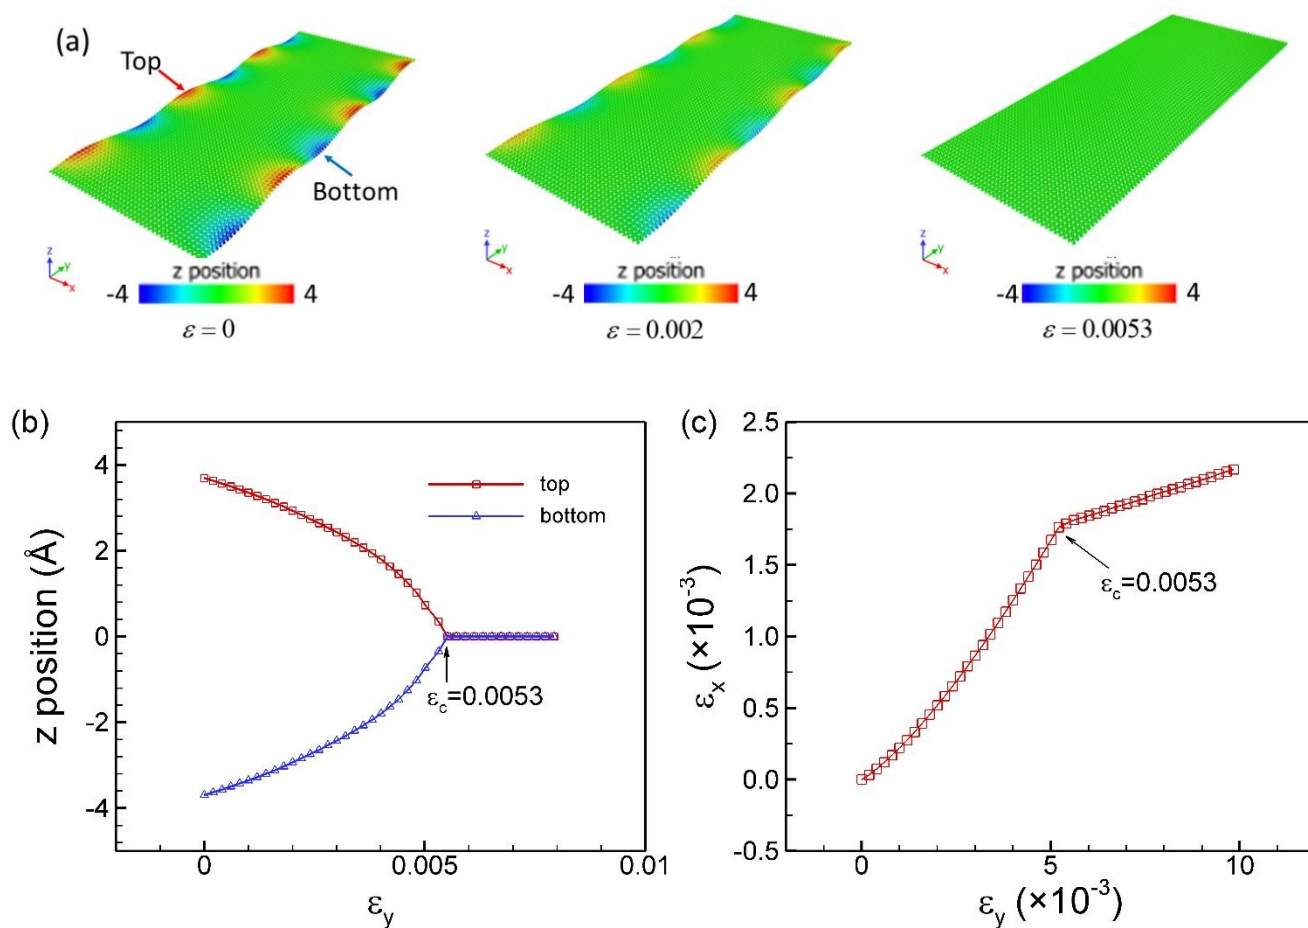 (a)
Top
Bottom
z
y
x
z position
-4 4
ε = 0
z
y
x
z position
-4 4
ε = 0.002
z
y
x
z position
-4 4
ε = 0.0053
(b)
z position (Å)
4
2
0
-2
-4
top
bottom
εc=0.0053
0 0.005 0.01
εy
(c)
εx (×10⁻³)
2.5
2.0
1.5
1.0
0.5
0.0
-0.5
εc=0.0053
0 5 10
εy (×10⁻³)